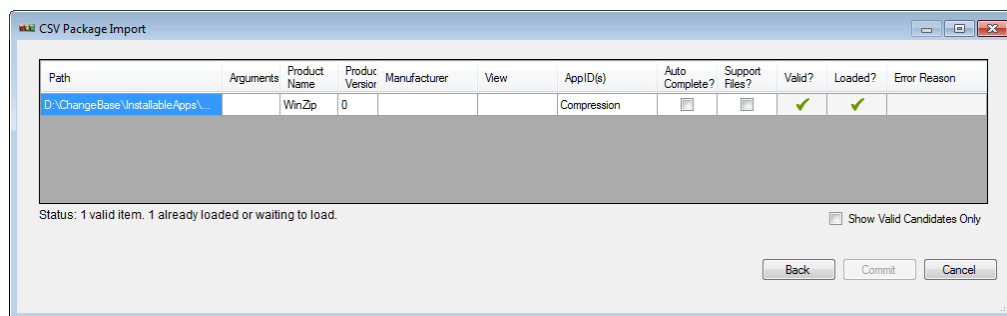 CSV Package Import
Path Arguments Product Name Produc Version Manufacturer View AppID(s) Auto Complete? Support Files? Valid? Loaded? Error Reason
D:\ChangeBase\InstallableApps\... WinZip 0 Compression
Status: 1 valid item. 1 already loaded or waiting to load.
Show Valid Candidates Only
Back Commit Cancel